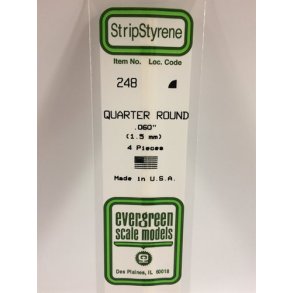 StripStyrene
Item No. Loc. Code
248
QUARTER ROUND
.060"
(1.5 mm)
4 Pieces
Made in U.S.A.
evergreen
scale models
Des Plaines, IL 60018